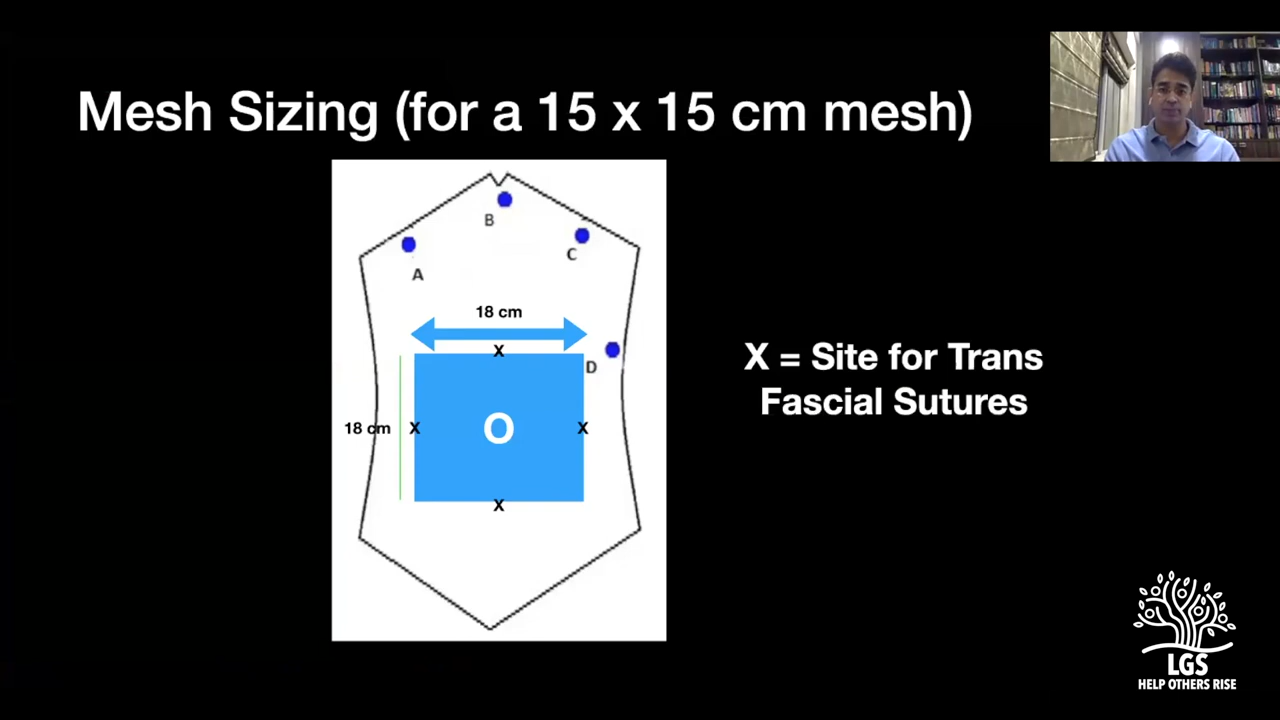 Mesh Sizing (for a 15 x 15 cm mesh)
B
C
A
18 cm
X
D
18 cm
X
O
X
X
X = Site for Trans
Fascial Sutures
LGS
HELP OTHERS RISE